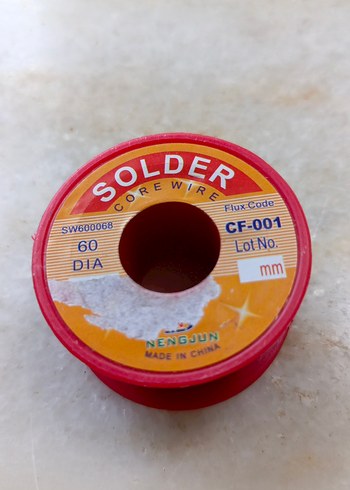 SOLDER
CORE WIRE
SW600068
60
DIA
Flux Code
CF-001
Lot No.
mm
NENGJUN
MADE IN CHINA